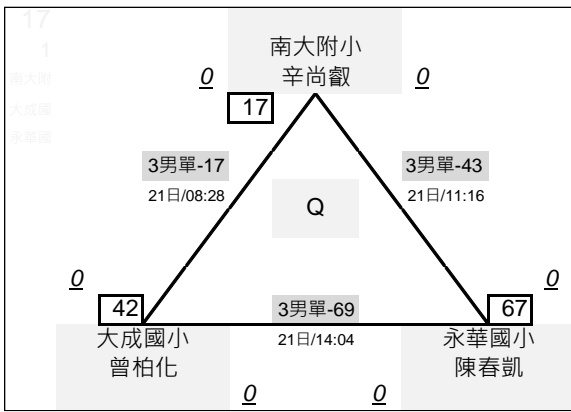 17
1
南大附
大成國
永華國
南大附小
辛尚叡
0
0
17
3男單-17
21日/08:28
3男單-43
21日/11:16
Q
0
0
42
67
3男單-69
21日/14:04
大成國小
曾柏化
永華國小
陳春凱
0
0